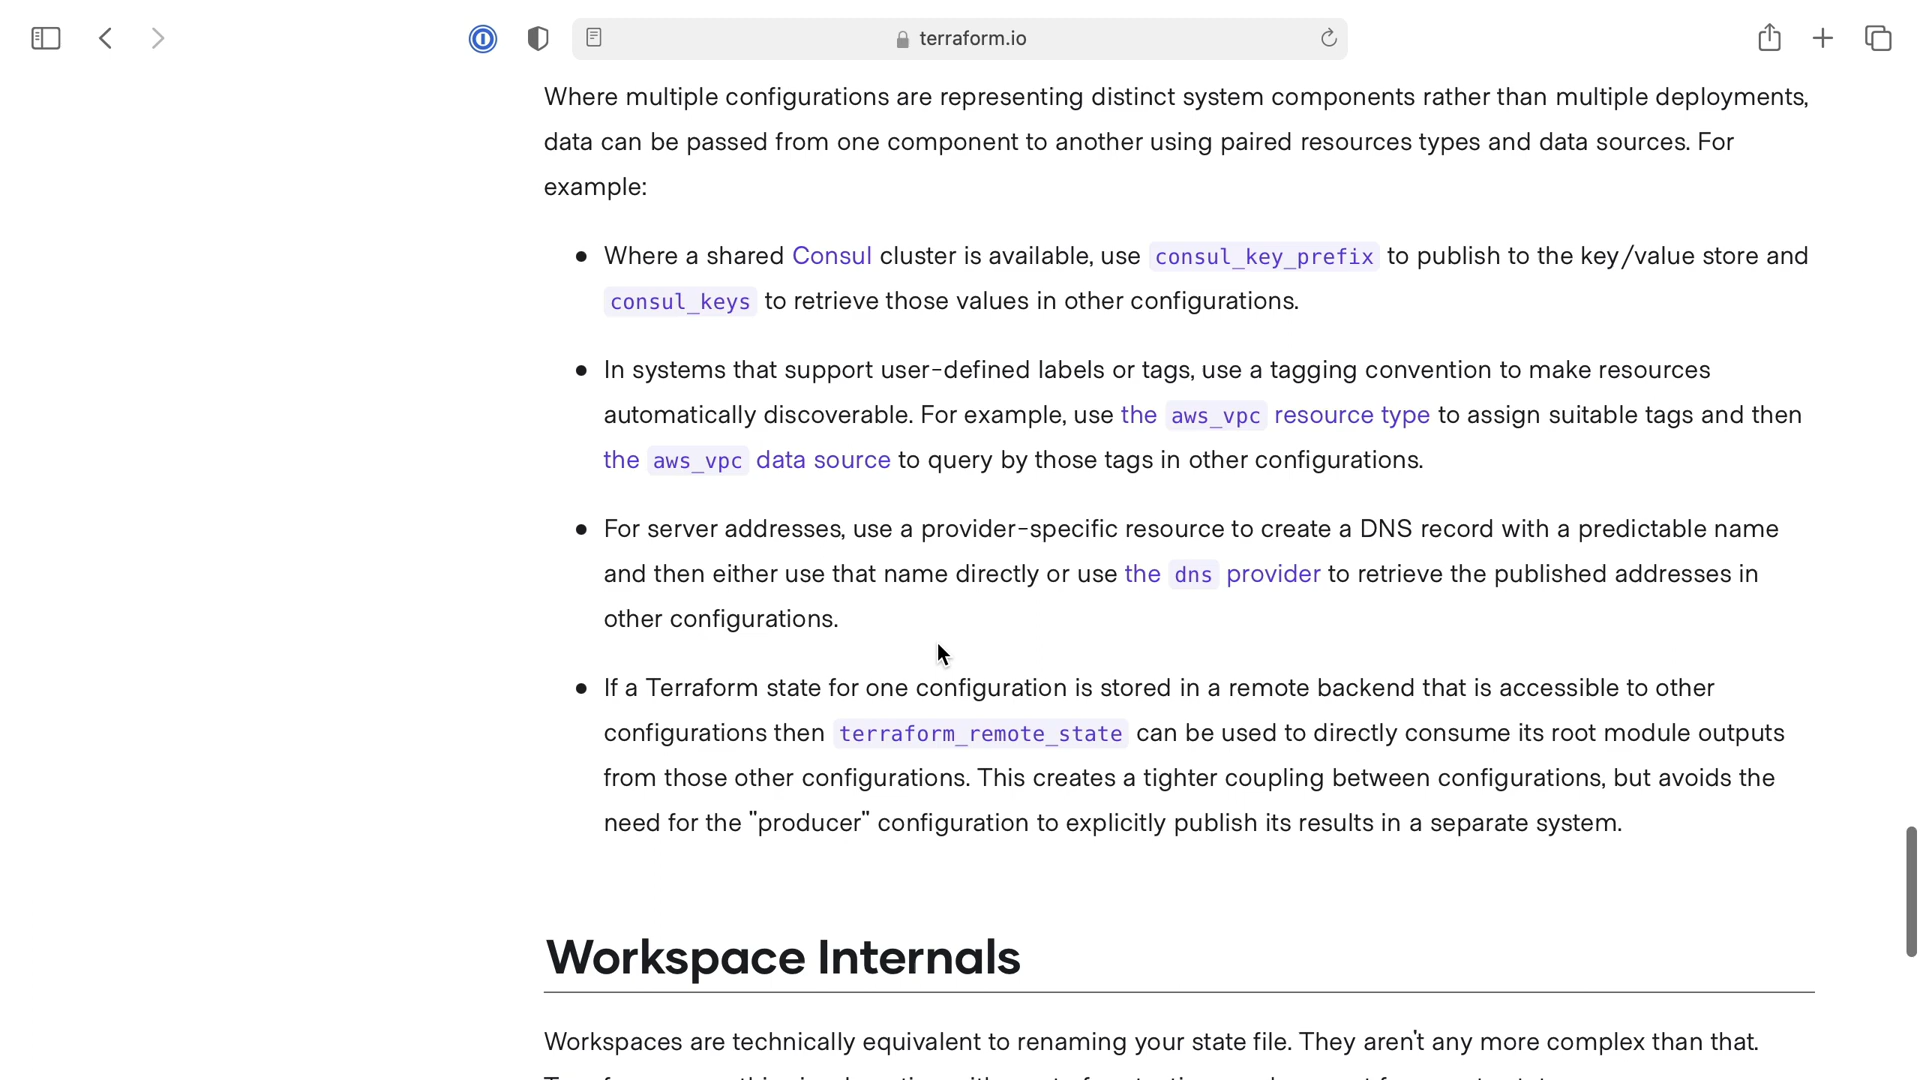 terraform.io
Where multiple configurations are representing distinct system components rather than multiple deployments,
data can be passed from one component to another using paired resources types and data sources. For
example:
Where a shared Consul cluster is available, use consul_key_prefix to publish to the key/value store and
consul_keys to retrieve those values in other configurations.
In systems that support user-defined labels or tags, use a tagging convention to make resources
automatically discoverable. For example, use the aws_vpc resource type to assign suitable tags and then
the aws_vpc data source to query by those tags in other configurations.
For server addresses, use a provider-specific resource to create a DNS record with a predictable name
and then either use that name directly or use the dns provider to retrieve the published addresses in
other configurations.
If a Terraform state for one configuration is stored in a remote backend that is accessible to other
configurations then terraform_remote_state can be used to directly consume its root module outputs
from those other configurations. This creates a tighter coupling between configurations, but avoids the
need for the "producer" configuration to explicitly publish its results in a separate system.
Workspace Internals
Workspaces are technically equivalent to renaming your state file. They aren't any more complex than that.